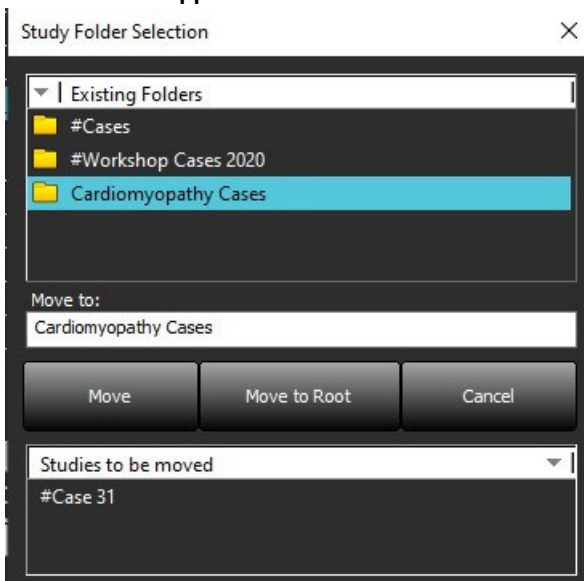 Study Folder Selection
Existing Folders
#Cases
#Workshop Cases 2020
Cardiomyopathy Cases
Move to:
Cardiomyopathy Cases
Move Move to Root Cancel
Studies to be moved
#Case 31